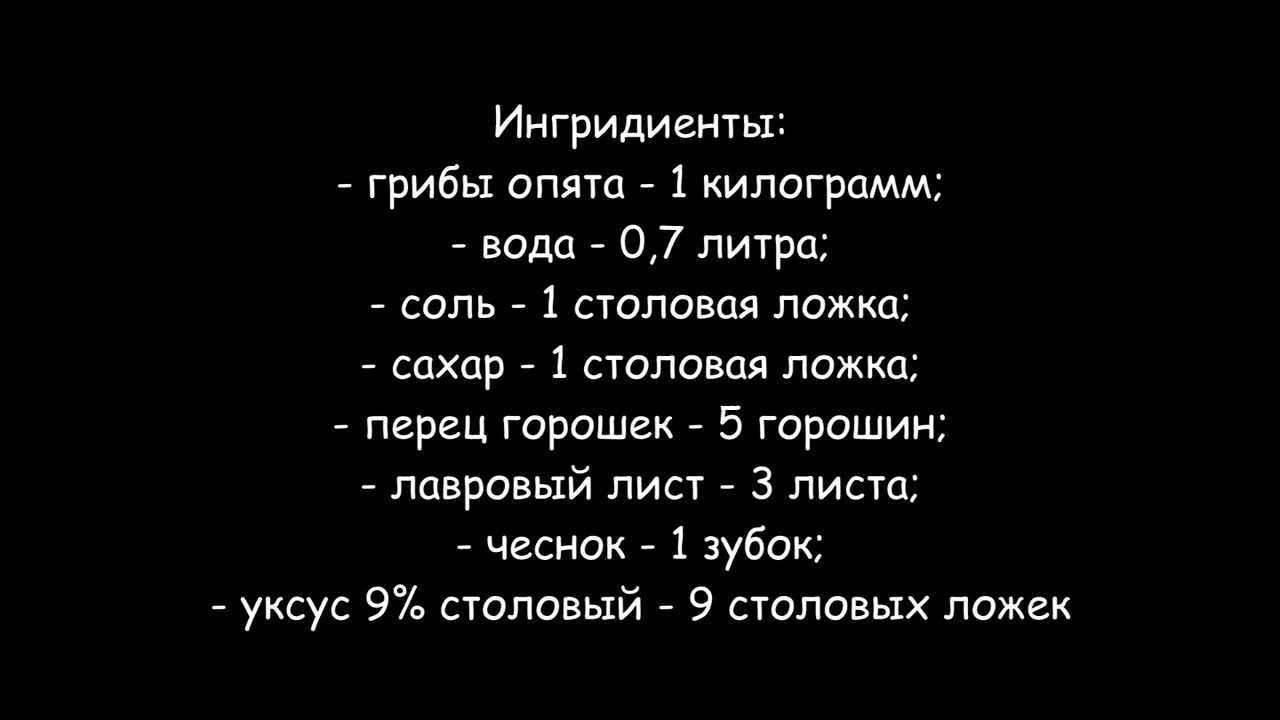 Ингридиенты:
- грибы опята - 1 килограмм;
- вода - 0,7 литра;
- соль - 1 столовая ложка;
- сахар - 1 столовая ложка;
- перец горошек - 5 горошин;
- лавровый лист - 3 листа;
- чеснок - 1 зубок;
- уксус 9% столовый - 9 столовых ложек